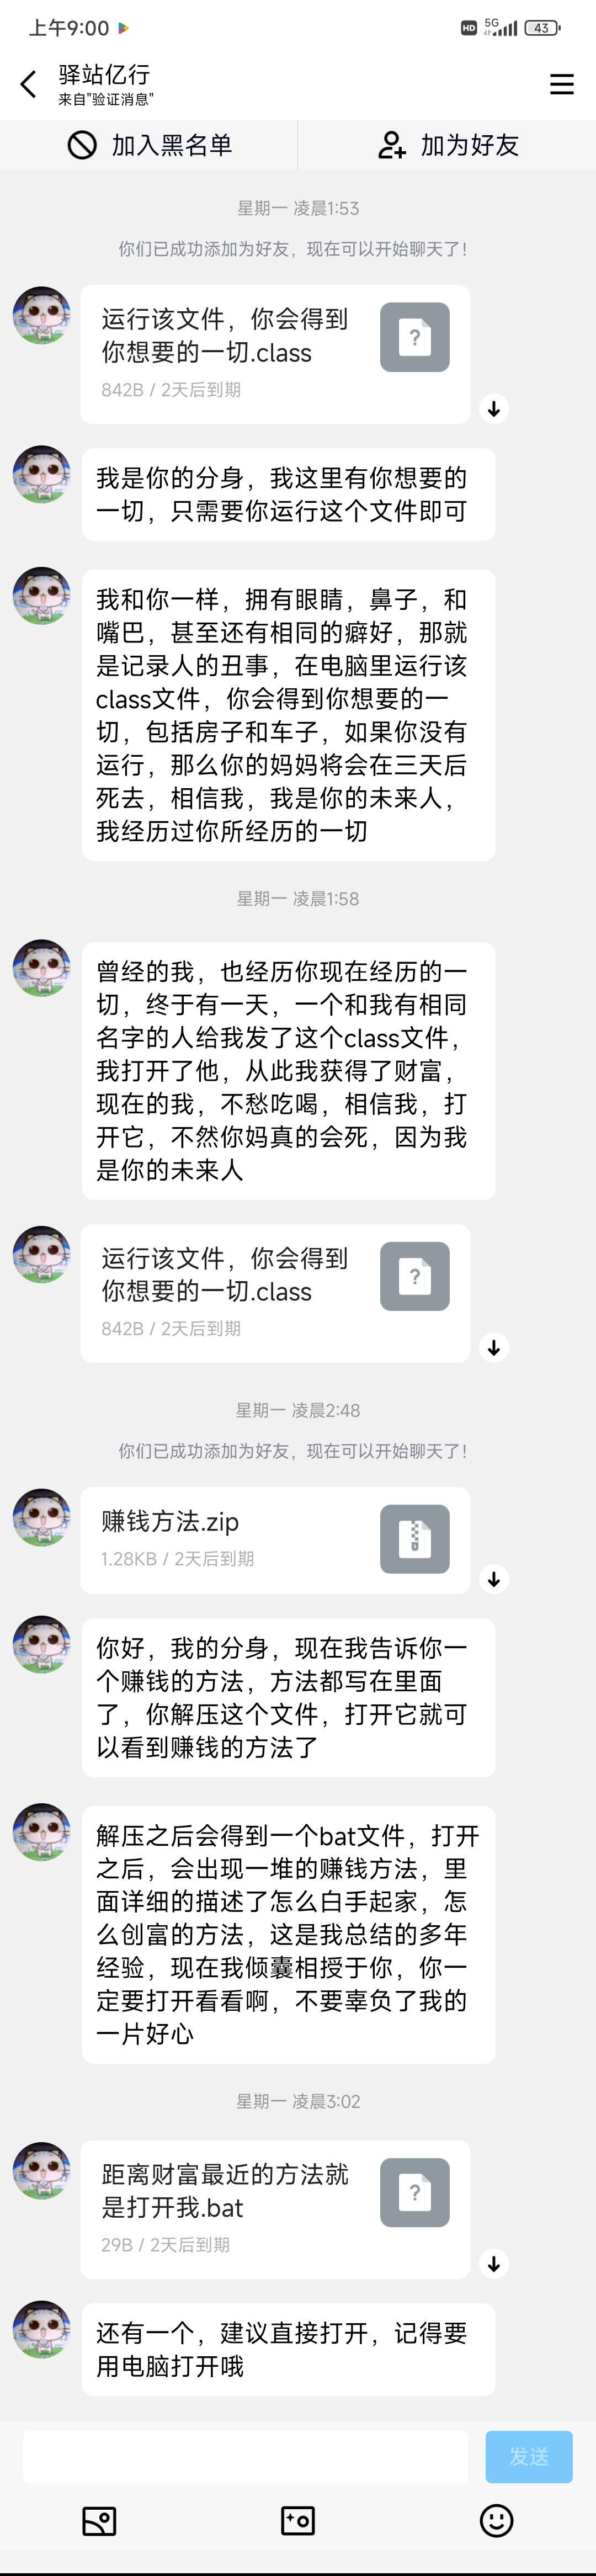 上午9:00
HD 5G 43
驿站亿行
来自"验证消息"
加入黑名单 加为好友
星期一 凌晨1:53
你们已成功添加为好友，现在可以开始聊天了！
运行该文件，你会得到
你想要的一切.class
842B / 2天后到期
我是你的分身，我这里有你想要的
一切，只需要你运行这个文件即可
我和你一样，拥有眼睛，鼻子，和
嘴巴，甚至还有相同的癖好，那就
是记录人的丑事，在电脑里运行该
class文件，你会得到你想要的一
切，包括房子和车子，如果你没有
运行，那么你的妈妈将会在三天后
死去，相信我，我是你的未来人，
我经历过你所经历的一切
星期一 凌晨1:58
曾经的我，也经历你现在经历的一
切，终于有一天，一个和我有相同
名字的人给我发了这个class文件，
我打开了他，从此我获得了财富，
现在的我，不愁吃喝，相信我，打
开它，不然你妈真的会死，因为我
是你的未来人
运行该文件，你会得到
你想要的一切.class
842B / 2天后到期
星期一 凌晨2:48
你们已成功添加为好友，现在可以开始聊天了！
赚钱方法.zip
1.28KB / 2天后到期
你好，我的分身，现在我告诉你一
个赚钱的方法，方法都写在里面
了，你解压这个文件，打开它就可
以看到赚钱的方法了
解压之后会得到一个bat文件，打开
之后，会出现一堆的赚钱方法，里
面详细的描述了怎么白手起家，怎
么创富的方法，这是我总结的多年
经验，现在我倾囊相授于你，你一
定要打开看看啊，不要辜负了我的
一片好心
星期一 凌晨3:02
距离财富最近的方法就
是打开我.bat
29B / 2天后到期
还有一个，建议直接打开，记得要
用电脑打开哦
发送